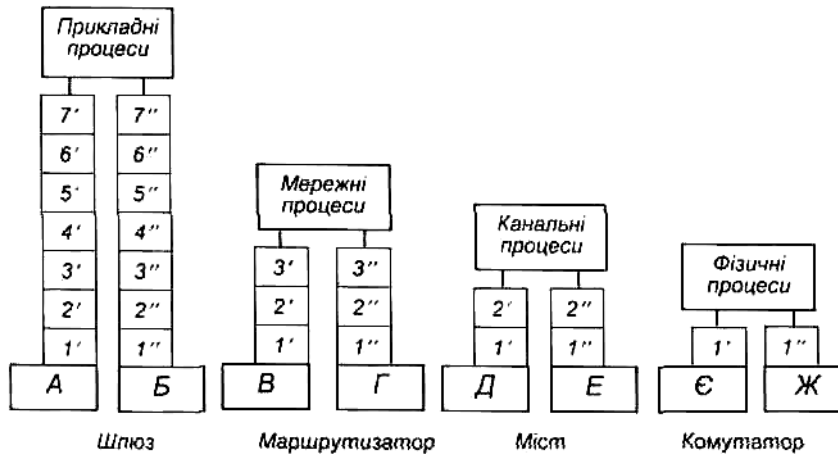 Прикладні
процеси
7' 7''
6' 6''
5' 5''
4' 4''
3' 3''
2' 2''
1' 1''
А Б
Шлюз
Мережні
процеси
3' 3''
2' 2''
1' 1''
В Г
Маршрутизатор
Канальні
процеси
2' 2''
1' 1''
Д Е
Міст
Фізичні
процеси
1' 1''
Є Ж
Комутатор